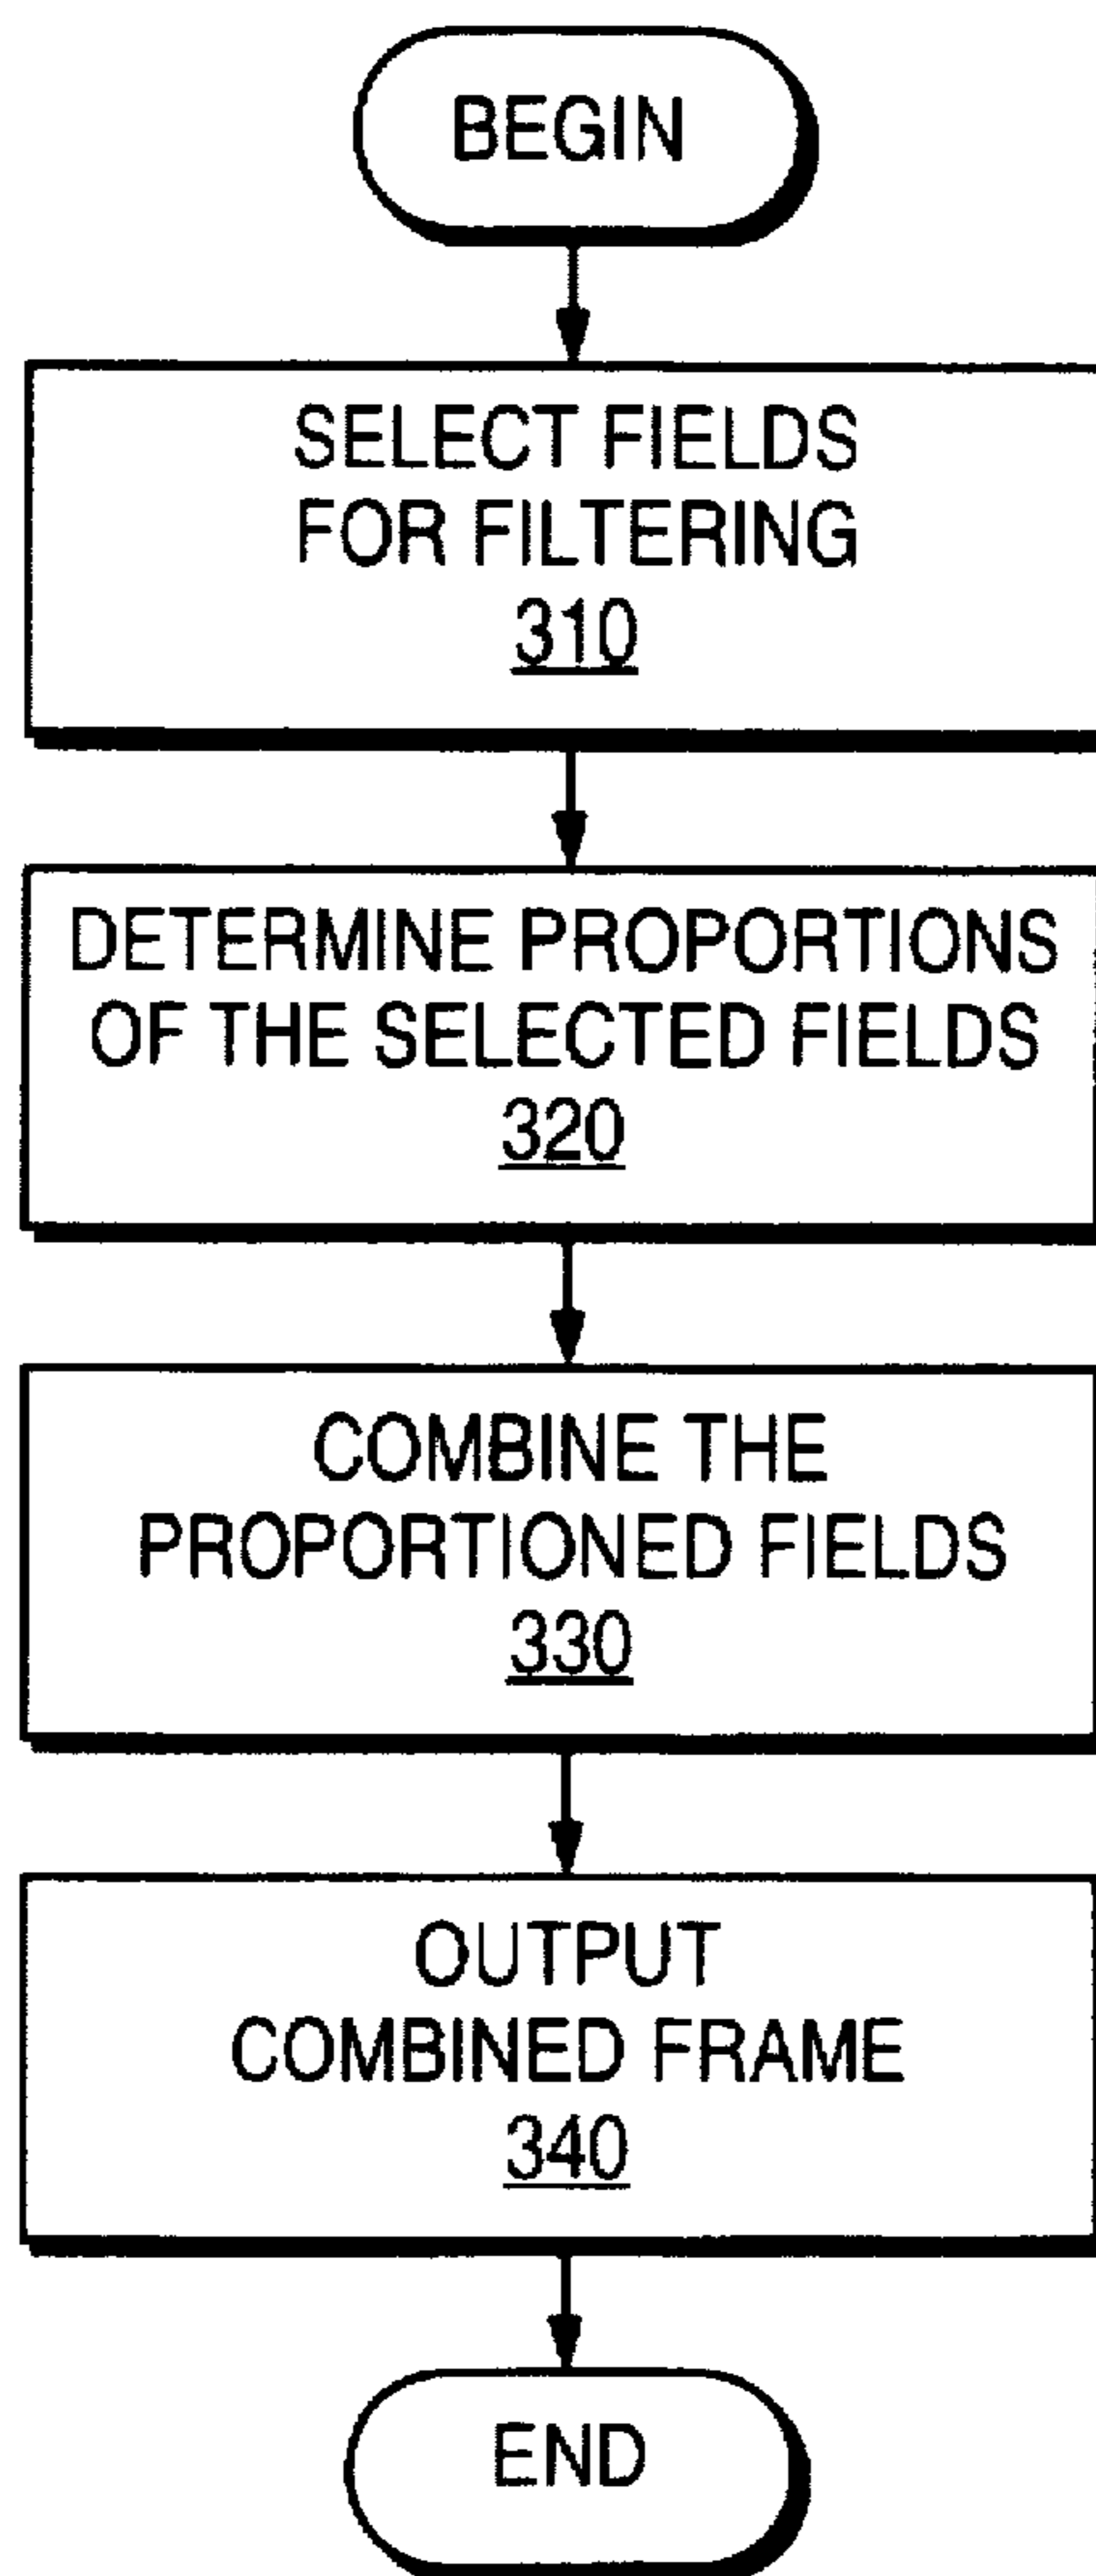 BEGIN
SELECT FIELDS
FOR FILTERING
310
DETERMINE PROPORTIONS
OF THE SELECTED FIELDS
320
COMBINE THE
PROPORTIONED FIELDS
330
OUTPUT
COMBINED FRAME
340
END